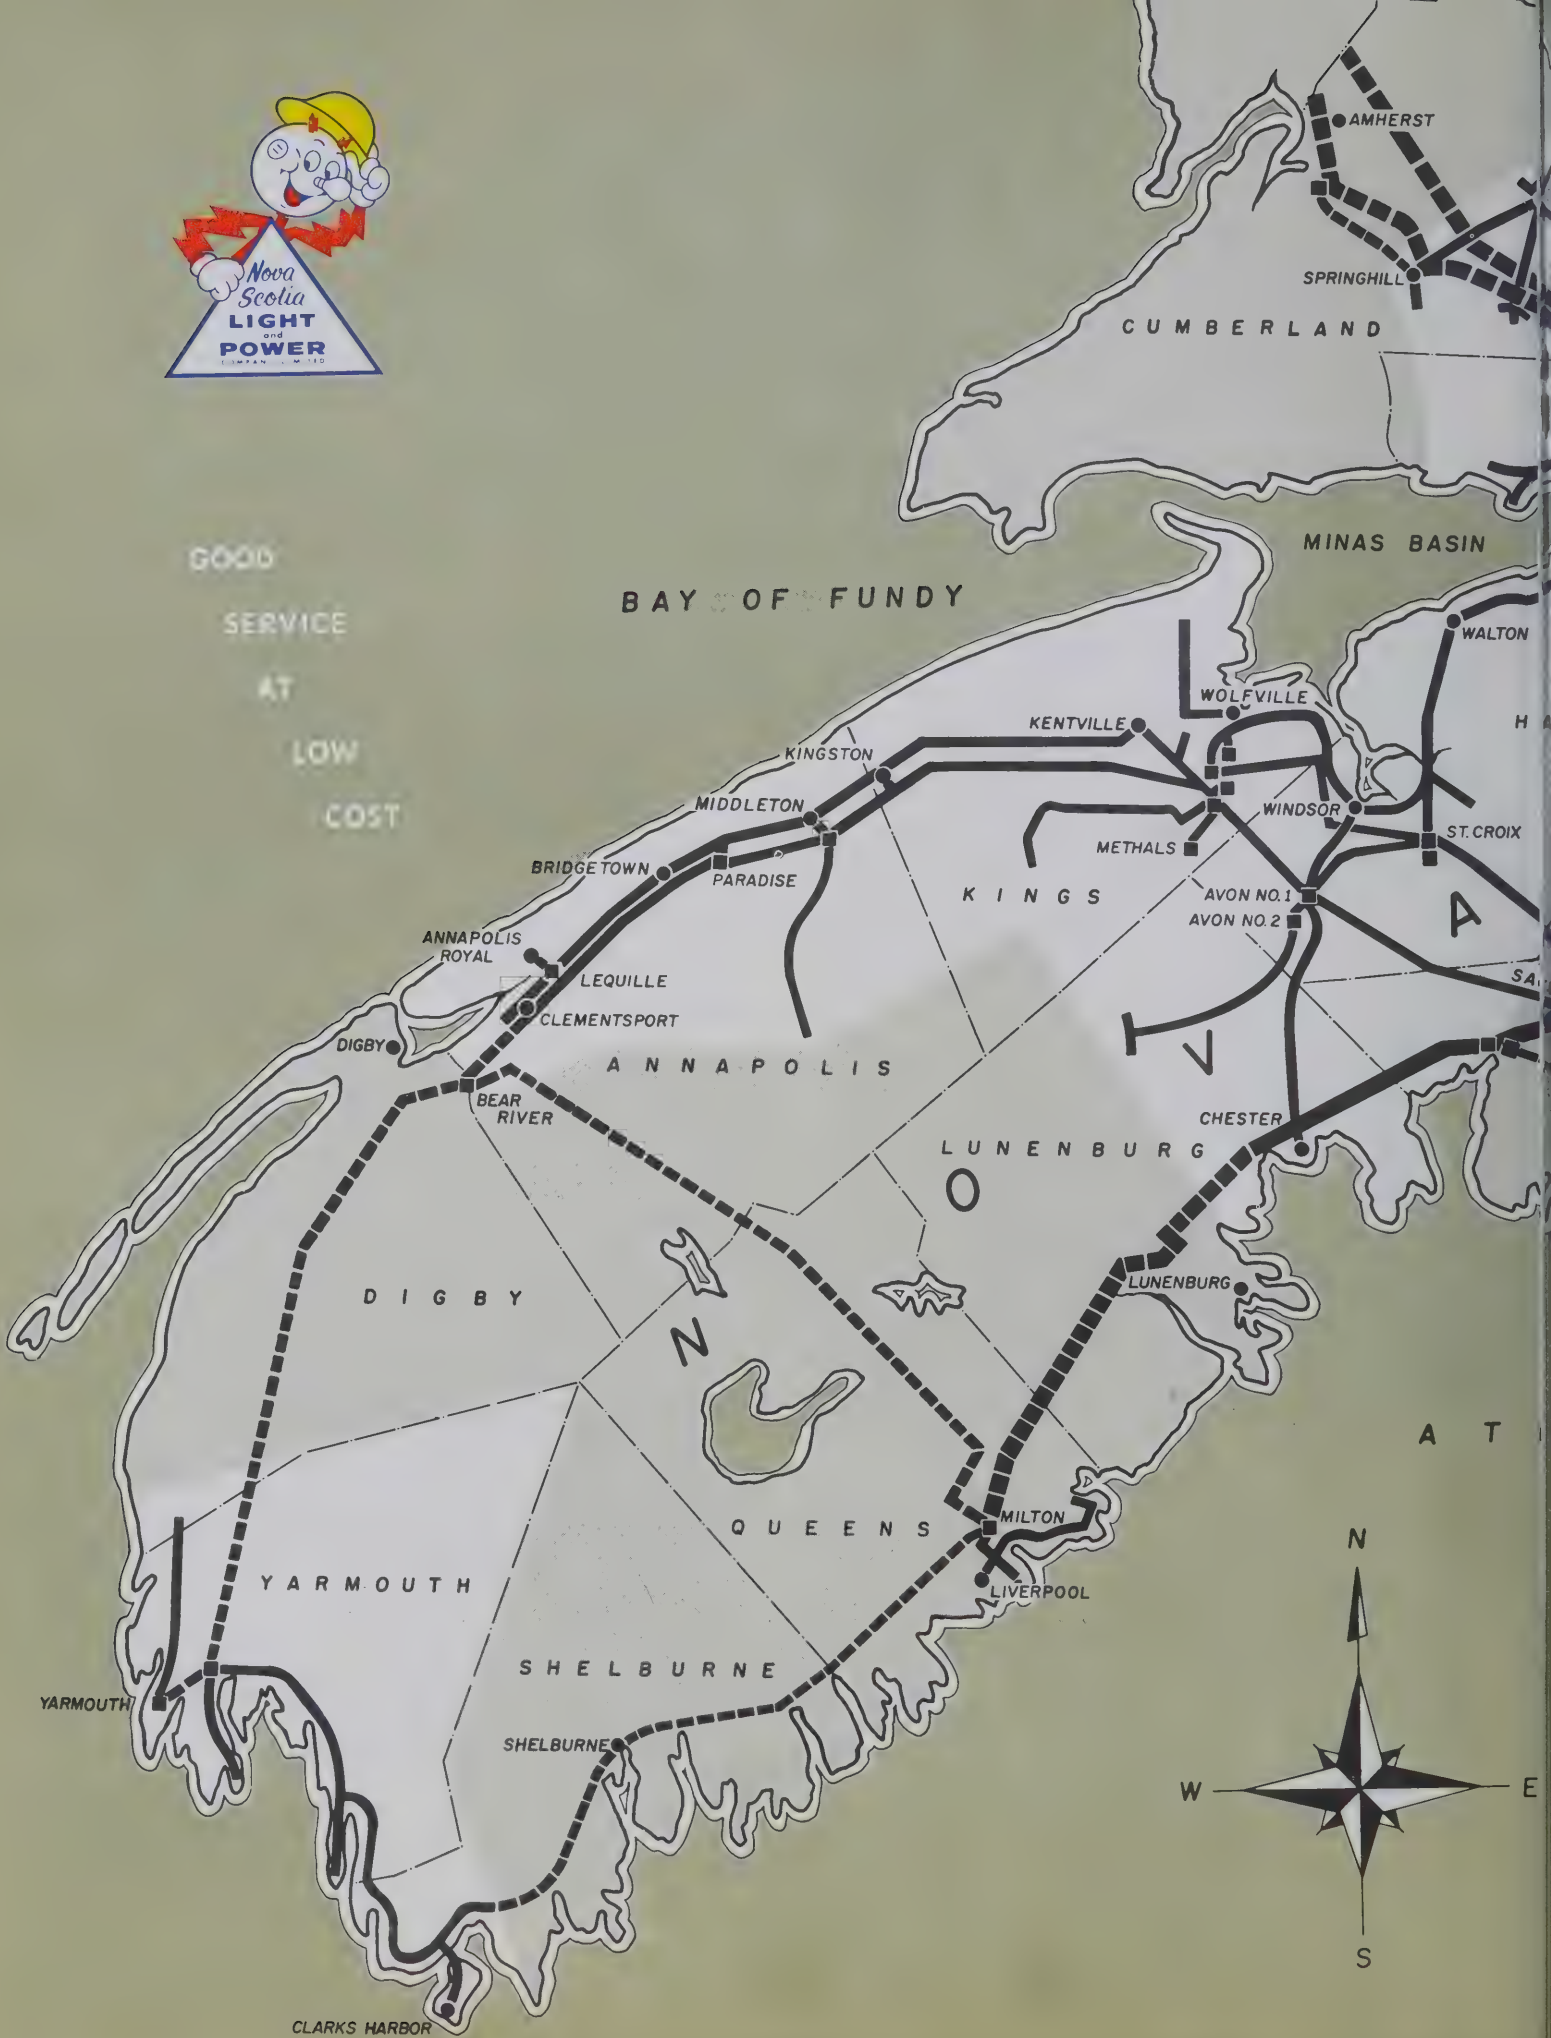 AMHERST
SPRINGHILL
CUMBERLAND
Nova
Scotia
LIGHT
and
POWER
COMPANY LIMITED
GOOD
SERVICE
AT
LOW
COST
MINAS BASIN
BAY OF FUNDY
WALTON
WOLFVILLE
KENTVILLE
KINGSTON
MIDDLETON
WINDSOR
ST. CROIX
METHALS
BRIDGETOWN
PARADISE
KINGS
AVON NO. 1
AVON NO. 2
A
ANNAPOLIS
ROYAL
LEQUILLE
CLEMENTSPORT
DIGBY
ANNAPOLIS
V
BEAR
RIVER
CHESTER
LUNENBURG
O
DIGBY
LUNENBURG
N
A T
QUEENS
MILTON
LIVERPOOL
N
YARMOUTH
SHELBURNE
YARMOUTH
SHELBURNE
W
E
S
CLARKS HARBOR